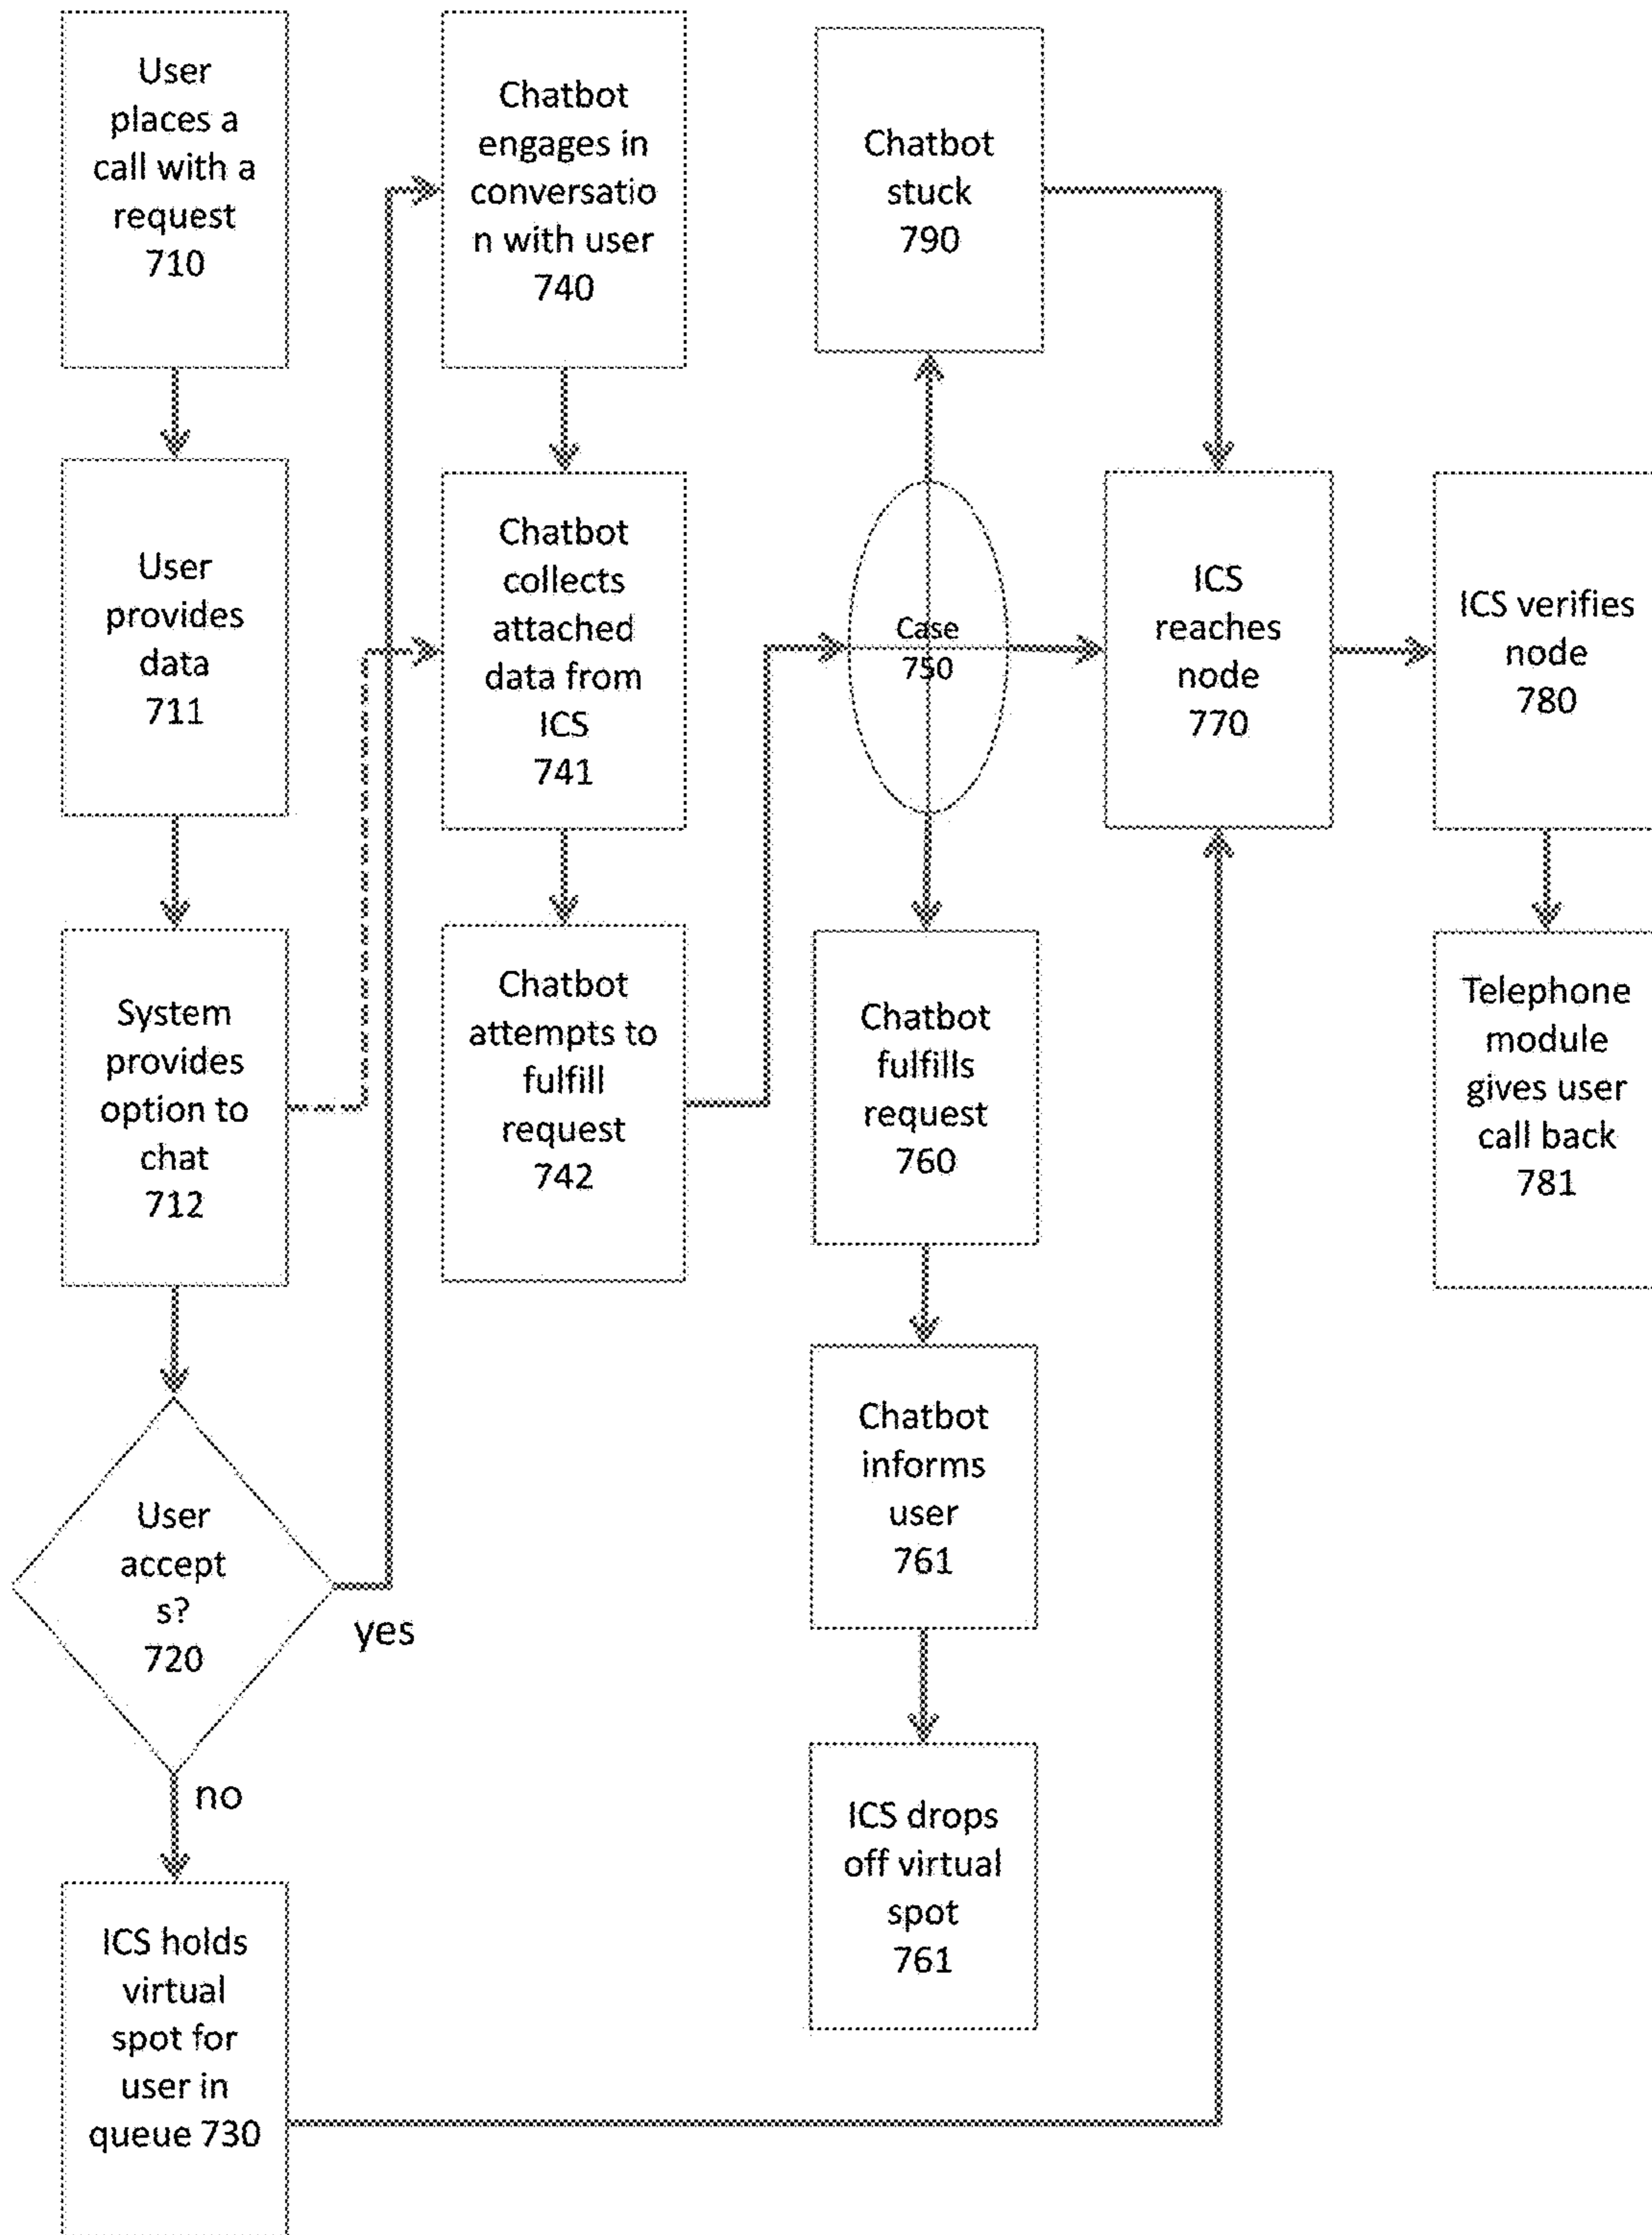 User
places a
call with a
request
710
User
provides
data
711
System
provides
option to
chat
712
User
accept
s?
720
yes
no
ICS holds
virtual
spot for
user in
queue 730
Chatbot
engages in
conversatio
n with user
740
Chatbot
collects
attached
data from
ICS
741
Chatbot
attempts to
fulfill
request
742
Chatbot
stuck
790
Case
750
Chatbot
fulfills
request
760
Chatbot
informs
user
761
ICS drops
off virtual
spot
761
ICS
reaches
node
770
ICS verifies
node
780
Telephone
module
gives user
call back
781